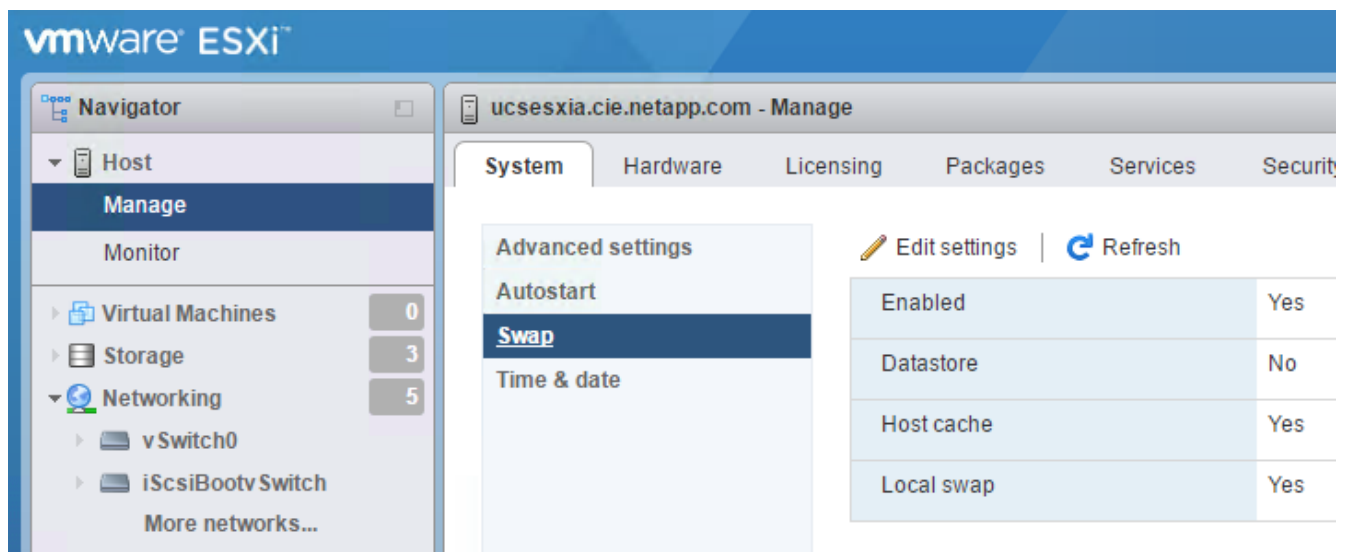 vmware ESXi™
Navigator
Host
Manage
Monitor
Virtual Machines 0
Storage 3
Networking 5
vSwitch0
iScsiBootvSwitch
More networks...
ucsesxia.cie.netapp.com - Manage
System Hardware Licensing Packages Services Security
Advanced settings
Autostart
Swap
Time & date
Edit settings | Refresh
Enabled Yes
Datastore No
Host cache Yes
Local swap Yes